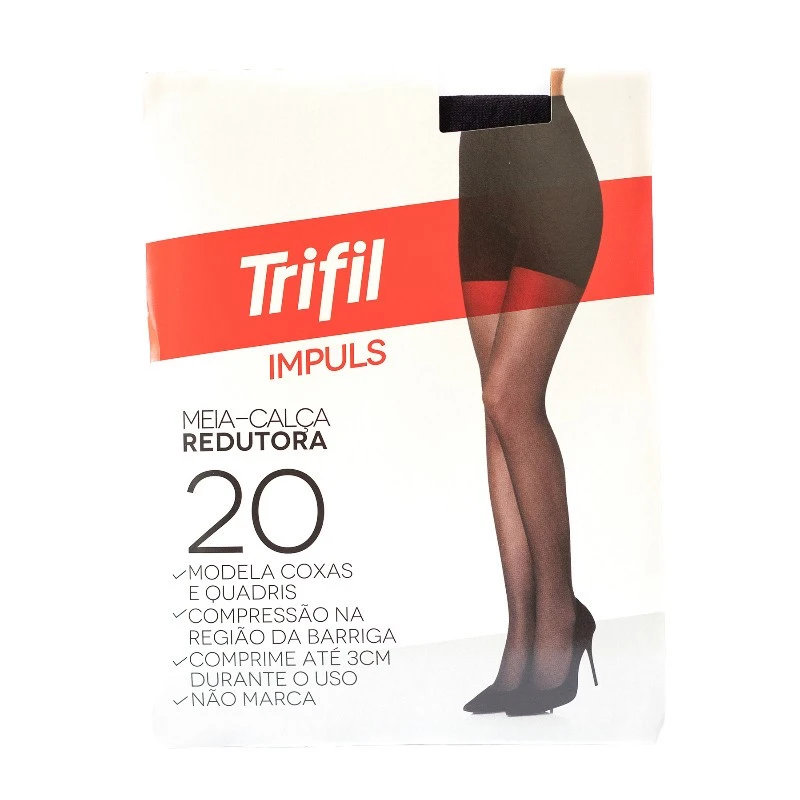 Trifil
IMPULS
MEIA-CALÇA
REDUTORA
20
MODELA COXAS
E QUADRIS
COMPRESSÃO NA
REGIÃO DA BARRIGA
COMPRIME ATÉ 3CM
DURANTE O USO
NÃO MARCA